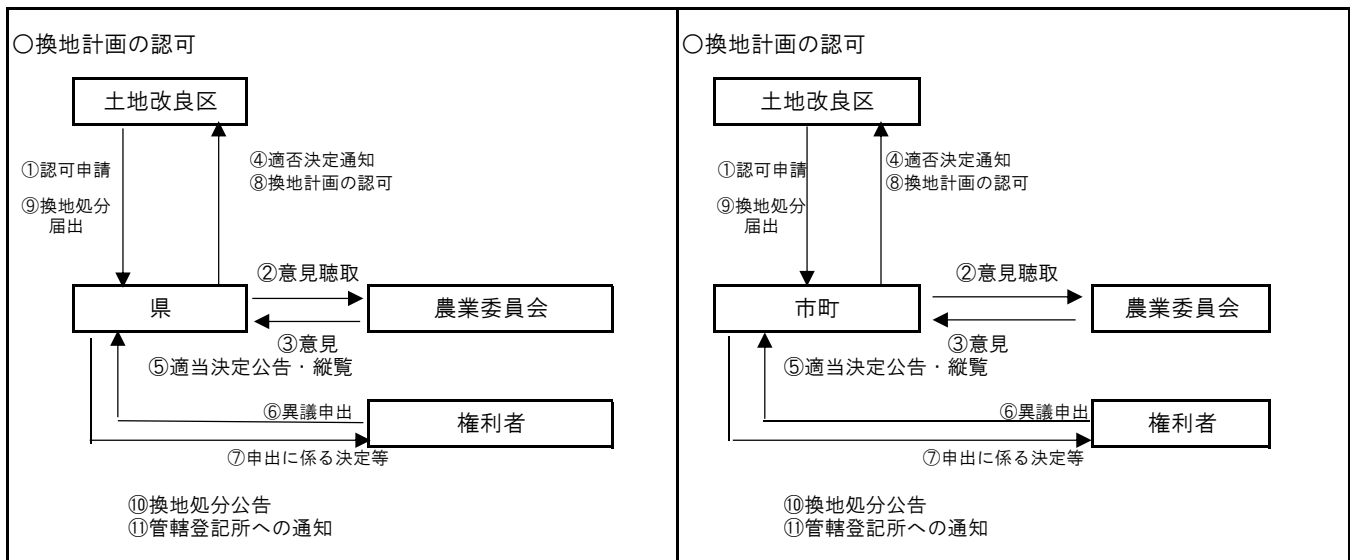 ○換地計画の認可
土地改良区
①認可申請
⑨換地処分
届出
④適否決定通知
⑧換地計画の認可
②意見聴取
県
農業委員会
③意見
⑤適当決定公告・縦覧
⑥異議申出
権利者
⑦申出に係る決定等
⑩換地処分公告
⑪管轄登記所への通知
○換地計画の認可
土地改良区
①認可申請
⑨換地処分
届出
④適否決定通知
⑧換地計画の認可
②意見聴取
市町
農業委員会
③意見
⑤適当決定公告・縦覧
⑥異議申出
権利者
⑦申出に係る決定等
⑩換地処分公告
⑪管轄登記所への通知